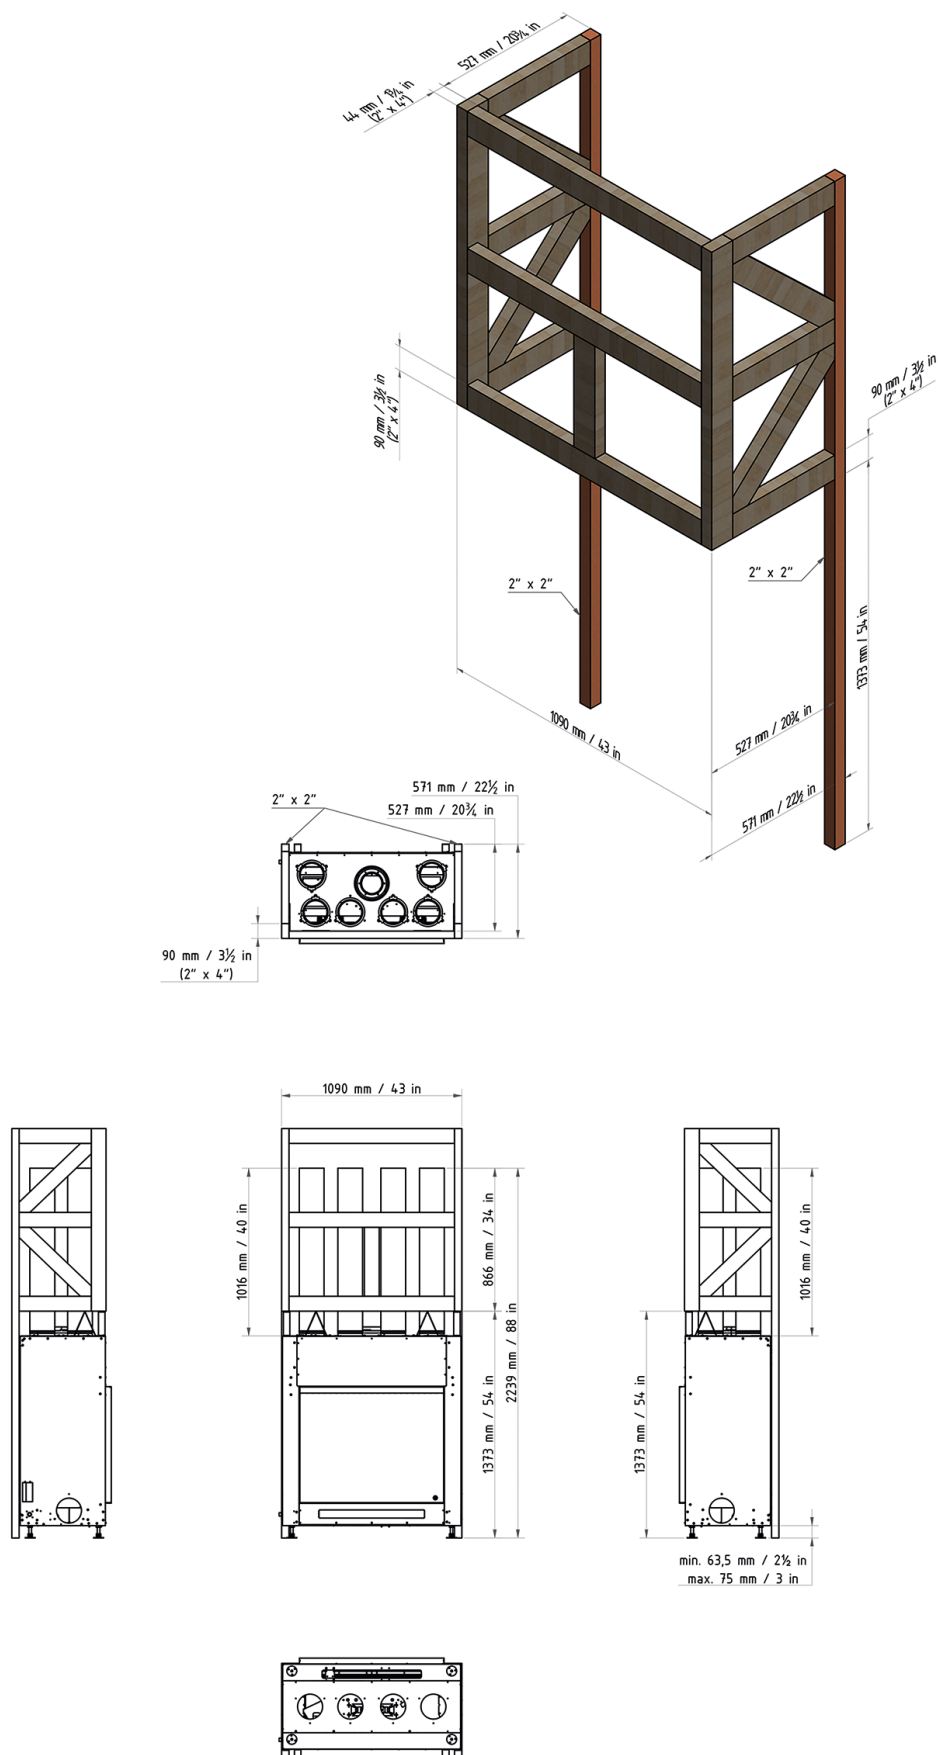 527 mm / 20¾ in
44 mm / 1¾ in
(2" x 4")
90 mm / 3½ in
(2" x 4")
90 mm / 3½ in
(2" x 4")
2" x 2"
2" x 2"
1373 mm / 54 in
1090 mm / 43 in
527 mm / 20¾ in
571 mm / 22½ in
571 mm / 22½ in
2" x 2"
527 mm / 20¾ in
90 mm / 3½ in
(2" x 4")
1090 mm / 43 in
1016 mm / 40 in
866 mm / 34 in
1016 mm / 40 in
2239 mm / 88 in
1373 mm / 54 in
1373 mm / 54 in
min. 63,5 mm / 2½ in
max. 75 mm / 3 in